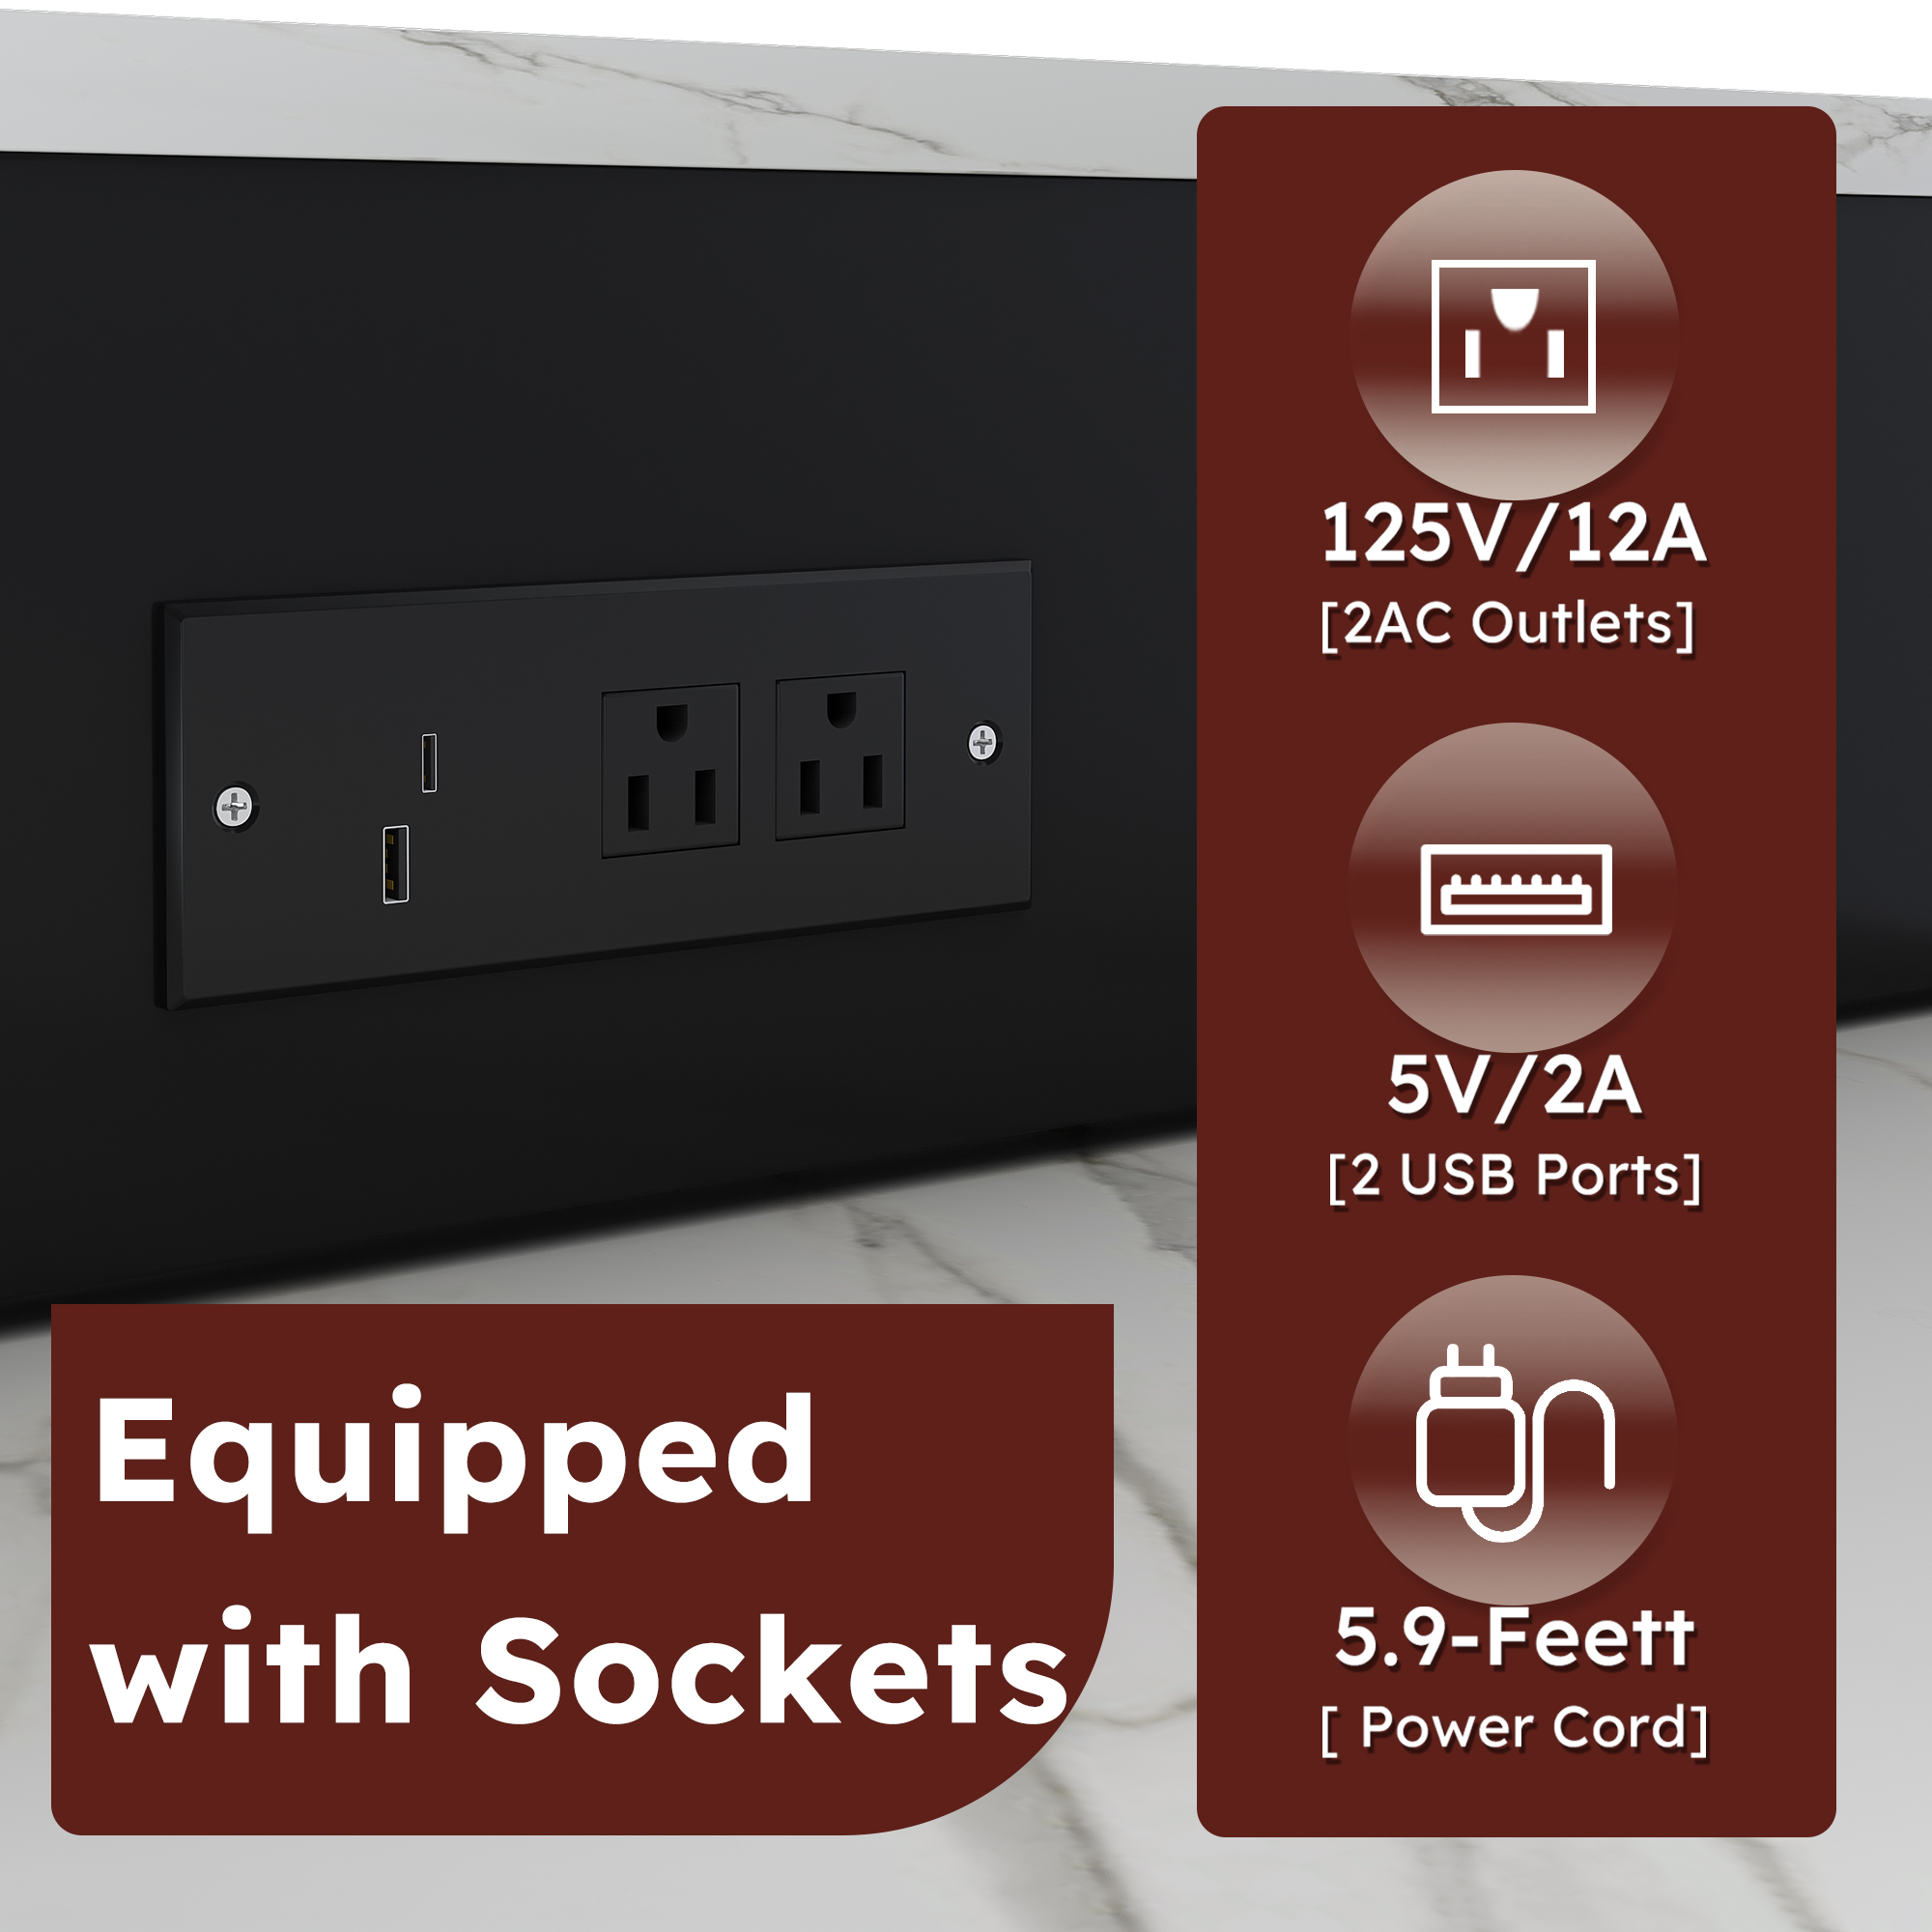 125V/12A
[2AC Outlets]
5V/2A
[2 USB Ports]
5.9-Feett
[ Power Cord]
Equipped
with Sockets